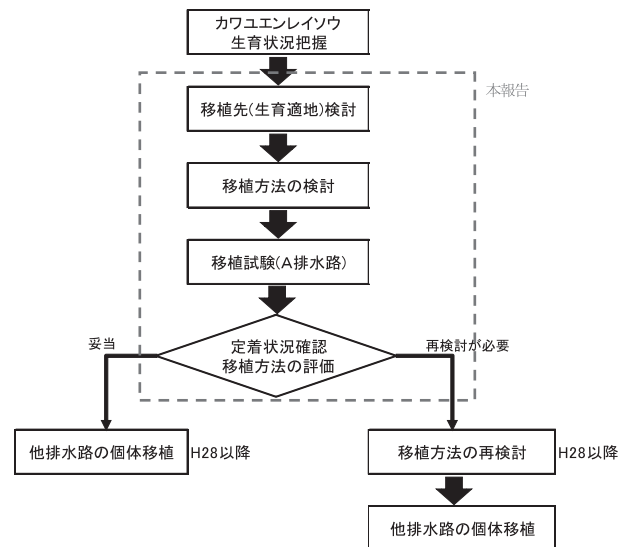 カワユエンレイソウ
生育状況把握
本報告
移植先(生育適地)検討
移植方法の検討
移植試験(A排水路)
定着状況確認
移植方法の評価
妥当
再検討が必要
他排水路の個体移植
H28以降
移植方法の再検討
H28以降
他排水路の個体移植